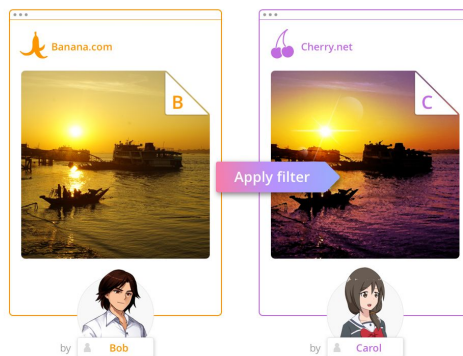 Banana.com
B
by Bob
Cherry.net
C
Apply filter
by Carol